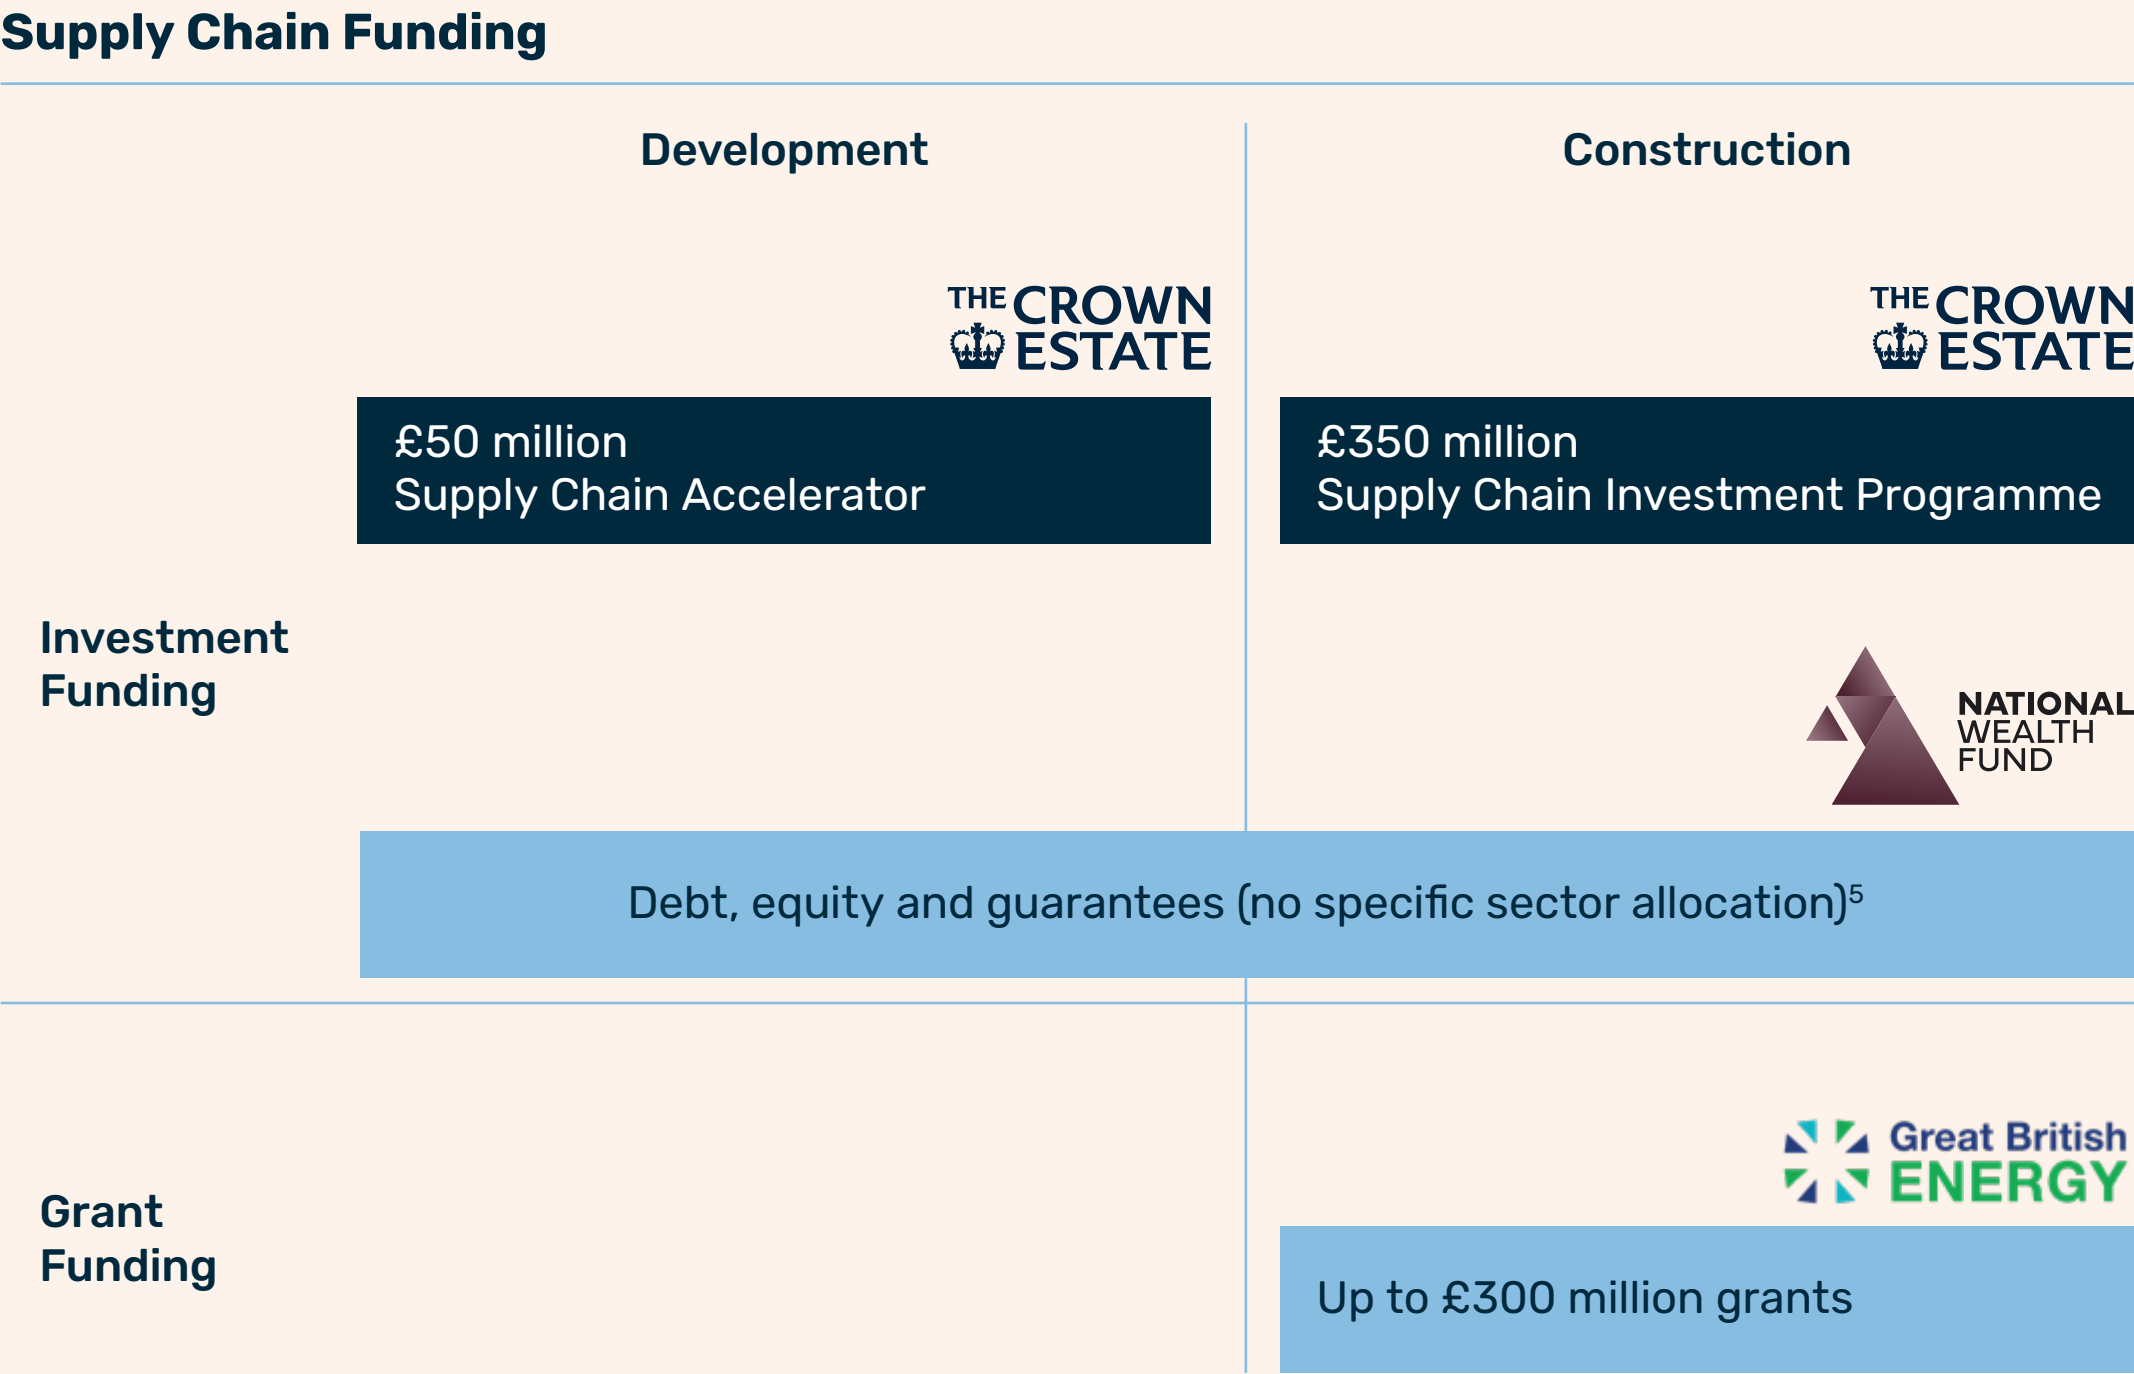 Supply Chain Funding
Development
Construction
THE CROWN
ESTATE
THE CROWN
ESTATE
£50 million
Supply Chain Accelerator
£350 million
Supply Chain Investment Programme
Investment
Funding
NATIONAL
WEALTH
FUND
Debt, equity and guarantees (no specific sector allocation)⁵
Great British
ENERGY
Grant
Funding
Up to £300 million grants